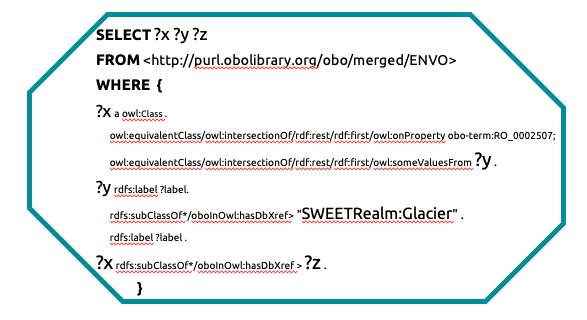 SELECT ?x ?y ?z
FROM <http://purl.obolibrary.org/obo/merged/ENVO>
WHERE {
?x a owl:Class .
owl:equivalentClass/owl:intersectionOf/rdf:rest/rdf:first/owl:onProperty obo-term:RO_0002507;
owl:equivalentClass/owl:intersectionOf/rdf:rest/rdf:first/owl:someValuesFrom ?y .
?y rdfs:label ?label.
rdfs:subClassOf*/oboInOwl:hasDbXref> "SWEETRealm:Glacier" .
rdfs:label ?label .
?x rdfs:subClassOf*/oboInOwl:hasDbXref > ?z .
}